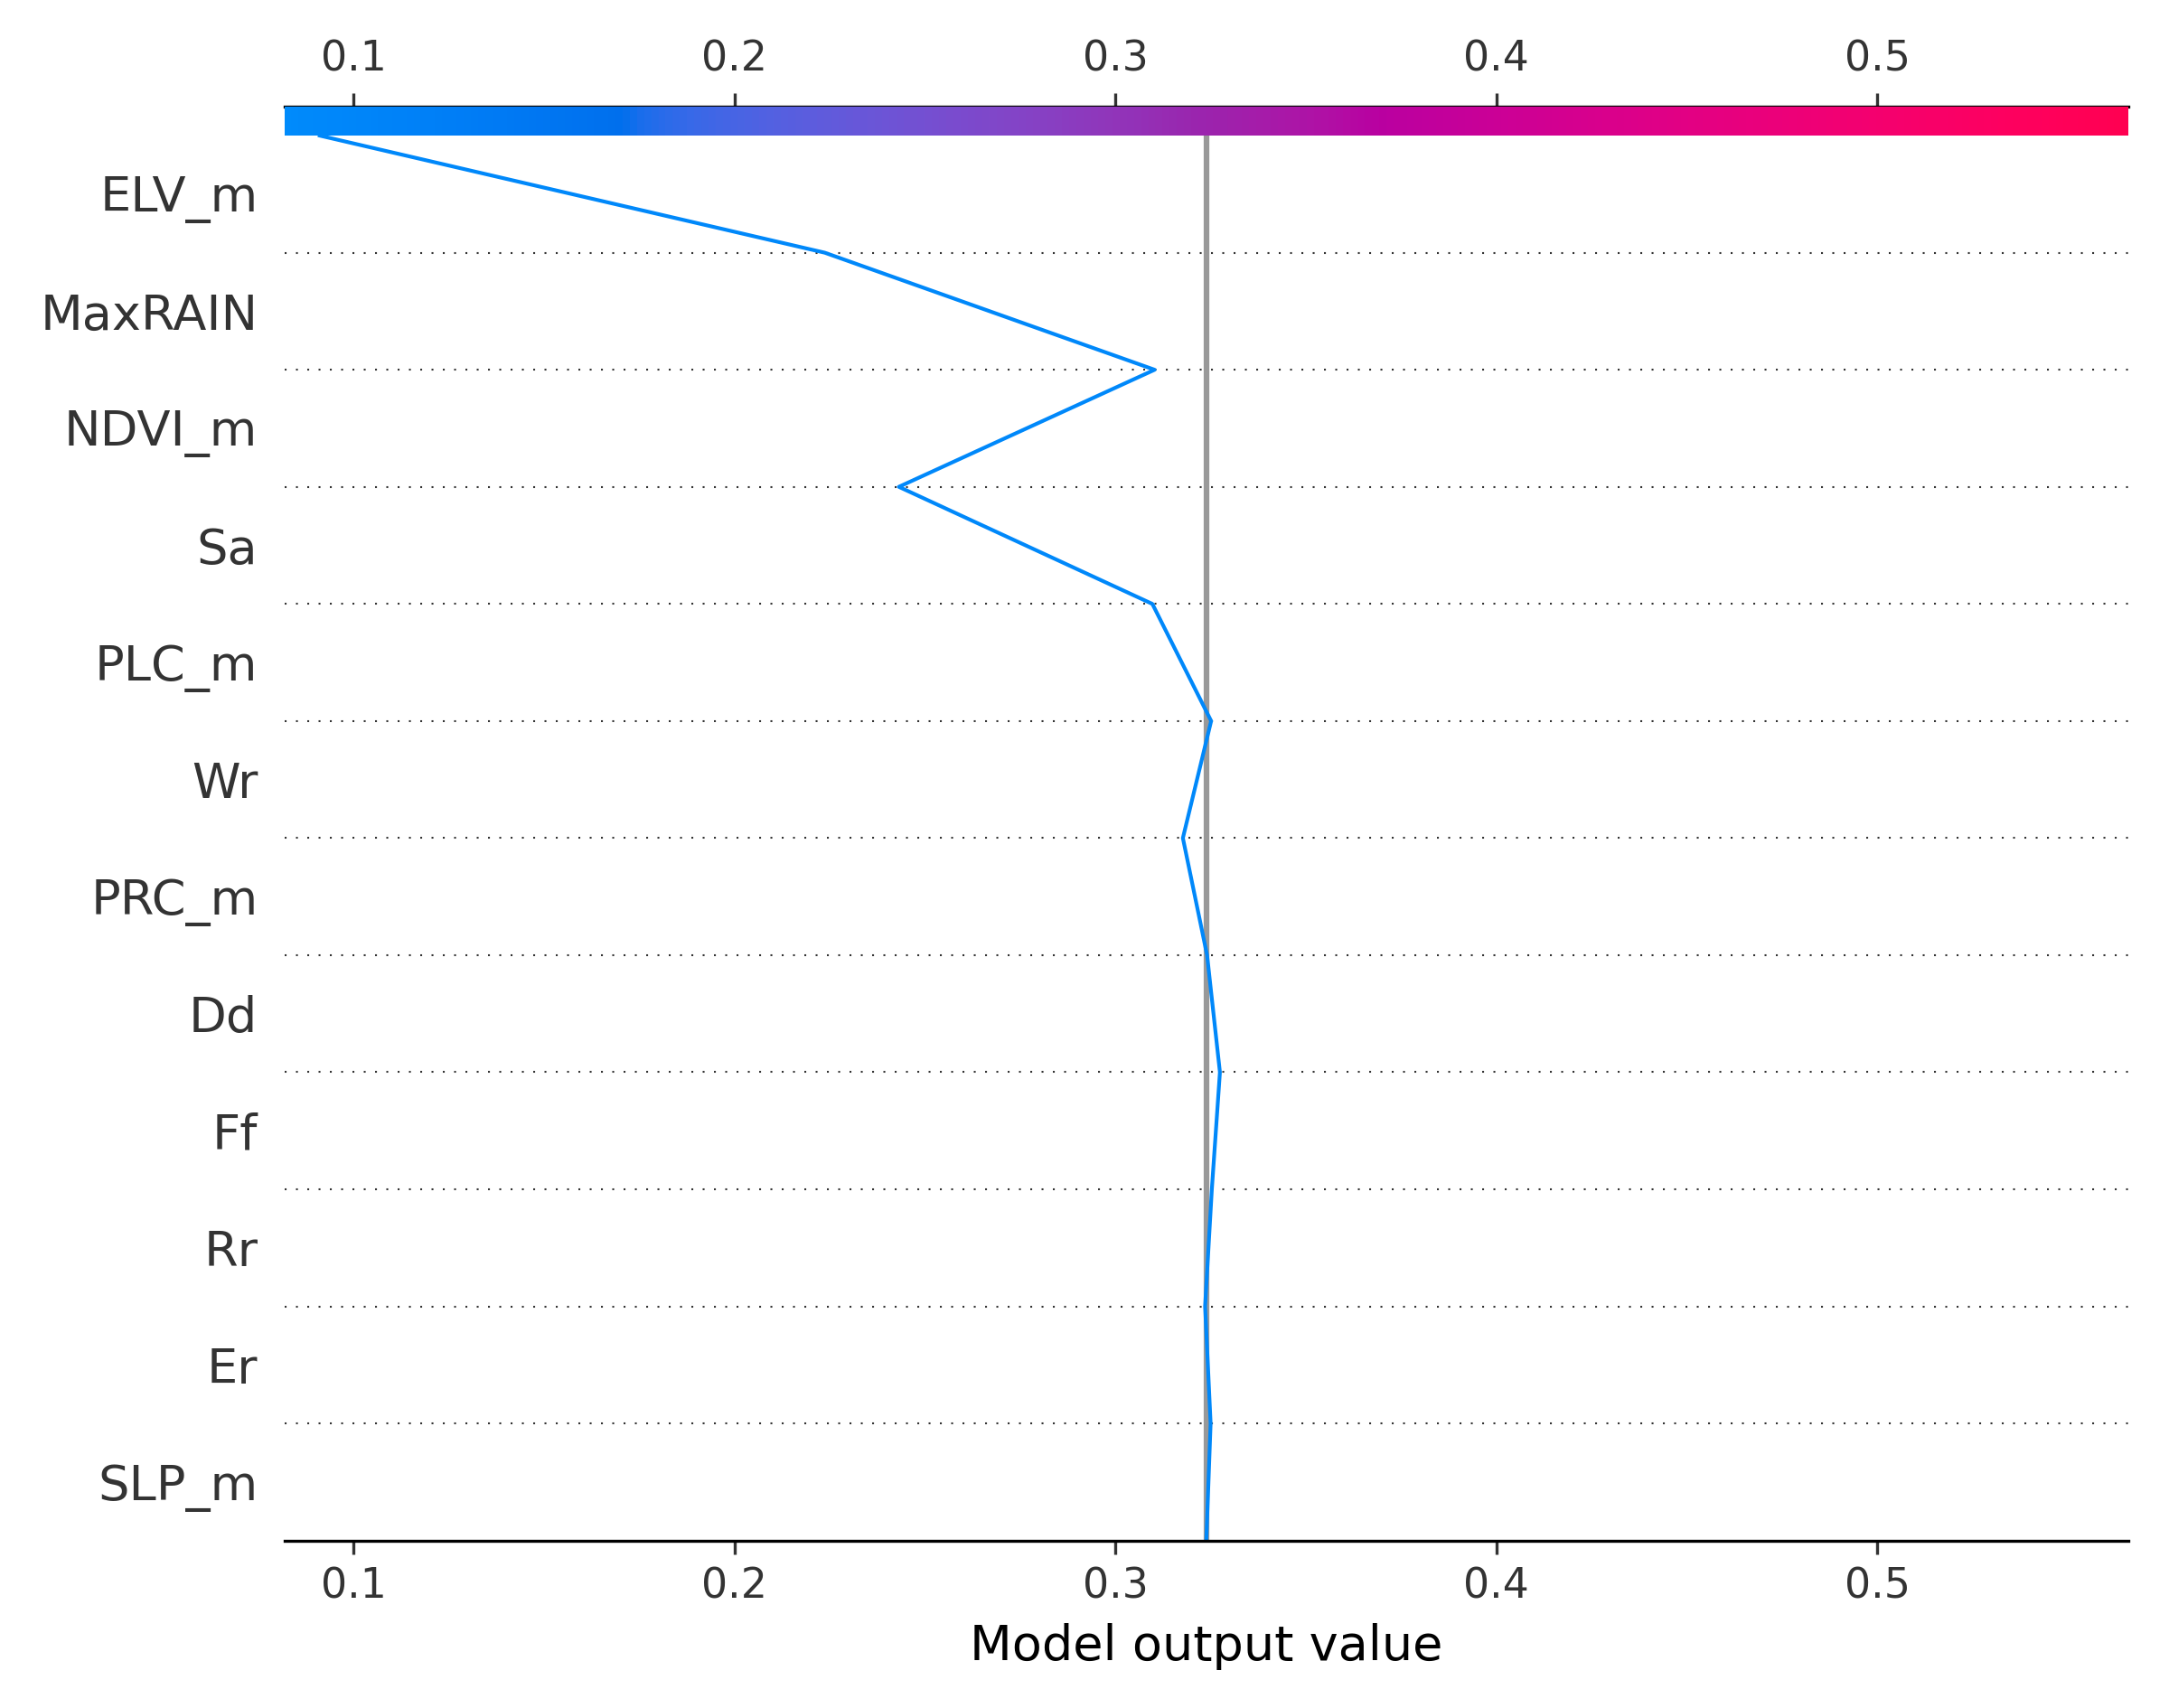 0.1 0.2 0.3 0.4 0.5
ELV_m
MaxRAIN
NDVI_m
Sa
PLC_m
Wr
PRC_m
Dd
Ff
Rr
Er
SLP_m
0.1 0.2 0.3 0.4 0.5
Model output value